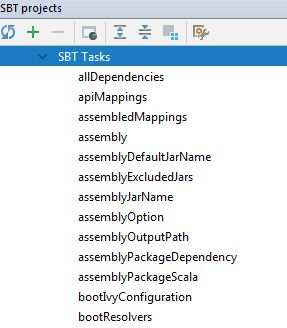 SBT projects
SBT Tasks
allDependencies
apiMappings
assembledMappings
assembly
assemblyDefaultJarName
assemblyExcludedJars
assemblyJarName
assemblyOption
assemblyOutputPath
assemblyPackageDependency
assemblyPackageScala
bootIvyConfiguration
bootResolvers